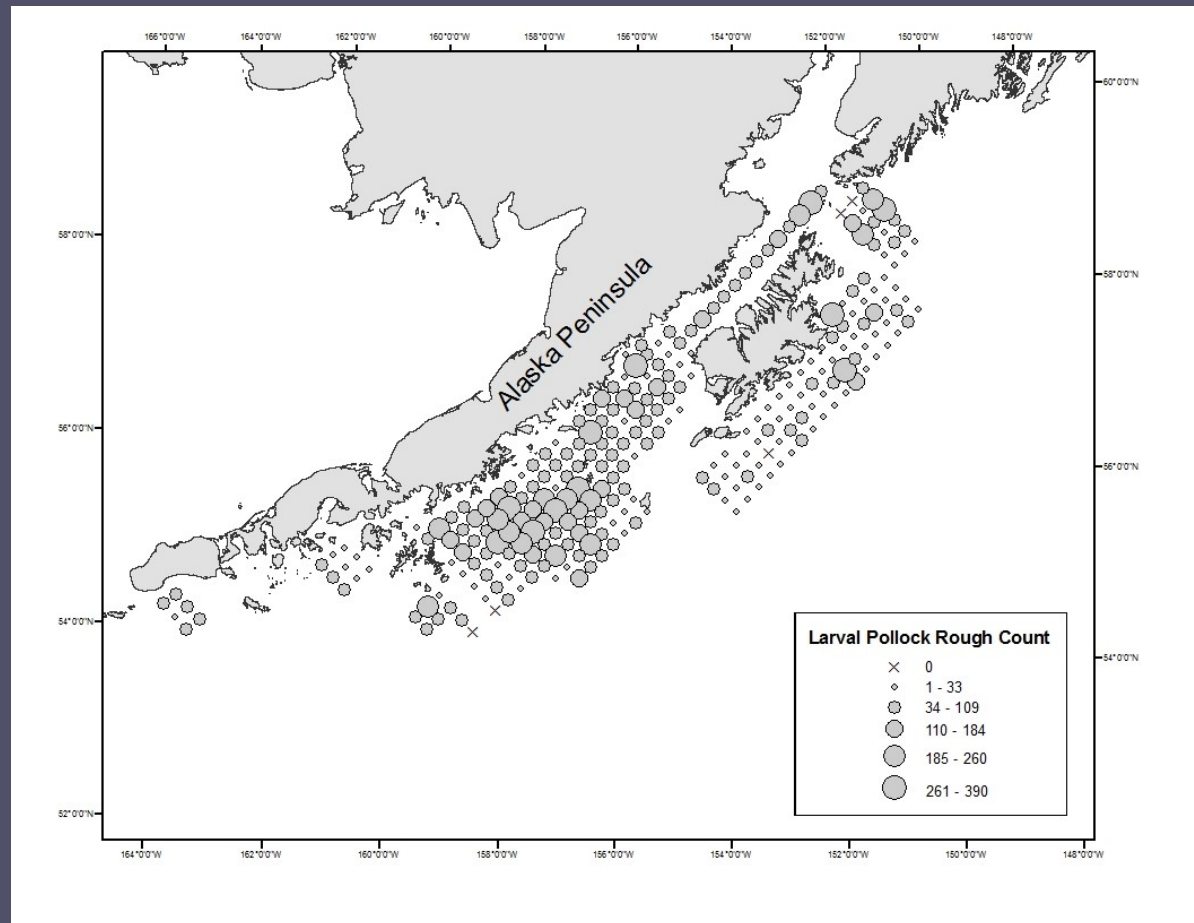 166°0'0"W 164°0'0"W 162°0'0"W 160°0'0"W 158°0'0"W 156°0'0"W 154°0'0"W 152°0'0"W 150°0'0"W 148°0'0"W
60°0'0"N
58°0'0"N
58°0'0"N
Alaska Peninsula
56°0'0"N
56°0'0"N
54°0'0"N
54°0'0"N
Larval Pollock Rough Count
0
1 - 33
34 - 109
110 - 184
185 - 260
261 - 390
52°0'0"N
164°0'0"W 162°0'0"W 160°0'0"W 158°0'0"W 156°0'0"W 154°0'0"W 152°0'0"W 150°0'0"W 148°0'0"W